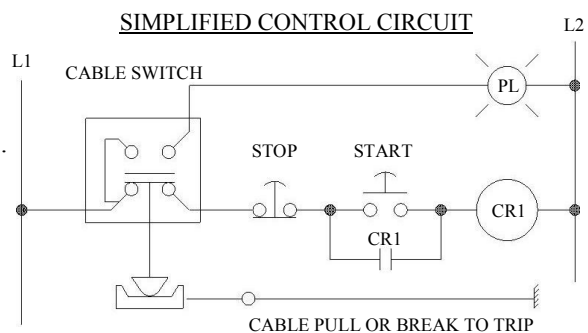 SIMPLIFIED CONTROL CIRCUIT
L1
L2
CABLE SWITCH
PL
STOP
START
CR1
CR1
CABLE PULL OR BREAK TO TRIP